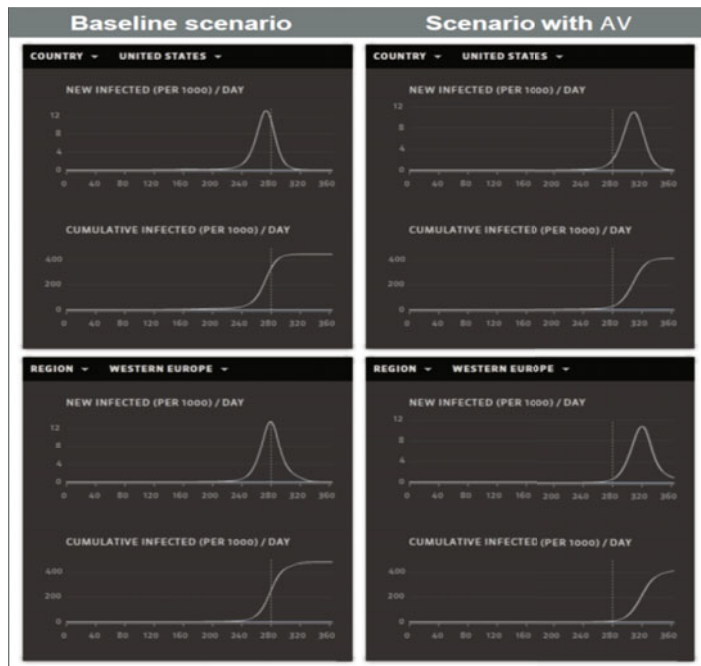 Baseline scenario
Scenario with AV
COUNTRY UNITED STATES
NEW INFECTED (PER 1000) / DAY
12
8
4
0
0 40 80 120 160 200 240 280 320 360
CUMULATIVE INFECTED (PER 1000) / DAY
400
200
0
0 40 80 120 160 200 240 280 320 360
COUNTRY UNITED STATES
NEW INFECTED (PER 1000) / DAY
12
8
4
0
0 40 80 120 160 200 240 280 320 360
CUMULATIVE INFECTED (PER 1000) / DAY
400
200
0
0 40 80 120 160 200 240 280 320 360
REGION WESTERN EUROPE
NEW INFECTED (PER 1000) / DAY
12
8
4
0
0 40 80 120 160 200 240 280 320 360
CUMULATIVE INFECTED (PER 1000) / DAY
400
200
0
0 40 80 120 160 200 240 280 320 360
REGION WESTERN EUROPE
NEW INFECTED (PER 1000) / DAY
12
8
4
0
0 40 80 120 160 200 240 280 320 360
CUMULATIVE INFECTED (PER 1000) / DAY
400
200
0
0 40 80 120 160 200 240 280 320 360